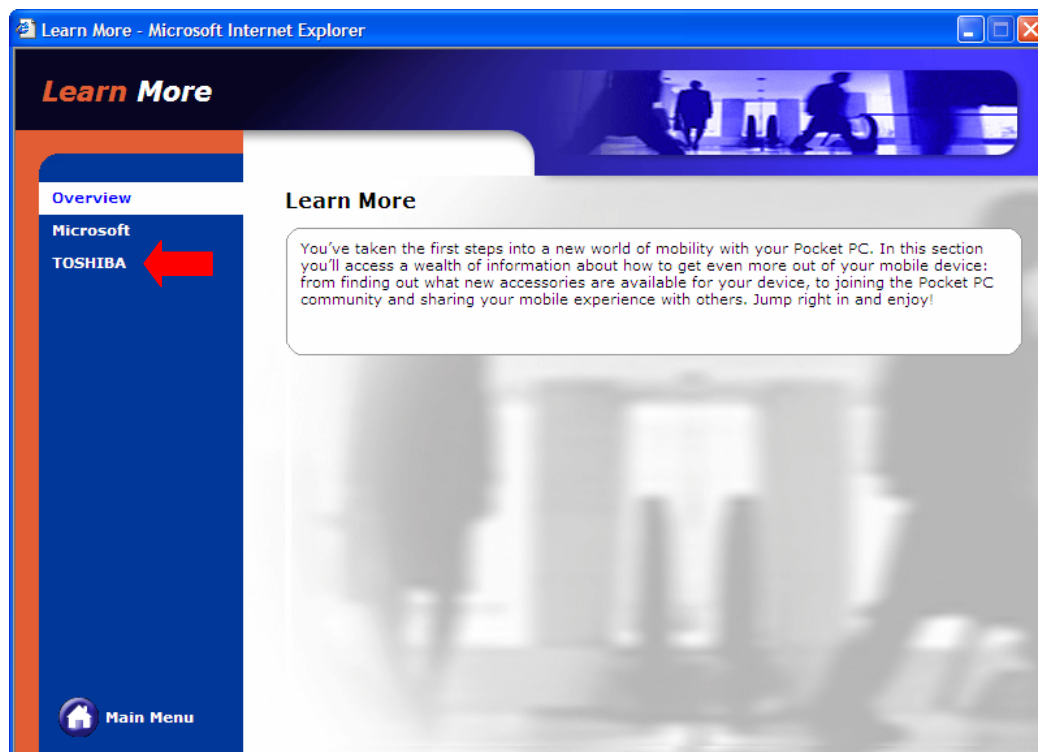 Learn More - Microsoft Internet Explorer
Learn More
Overview
Microsoft
TOSHIBA
Main Menu
Learn More
You've taken the first steps into a new world of mobility with your Pocket PC. In this section
you'll access a wealth of information about how to get even more out of your mobile device:
from finding out what new accessories are available for your device, to joining the Pocket PC
community and sharing your mobile experience with others. Jump right in and enjoy!